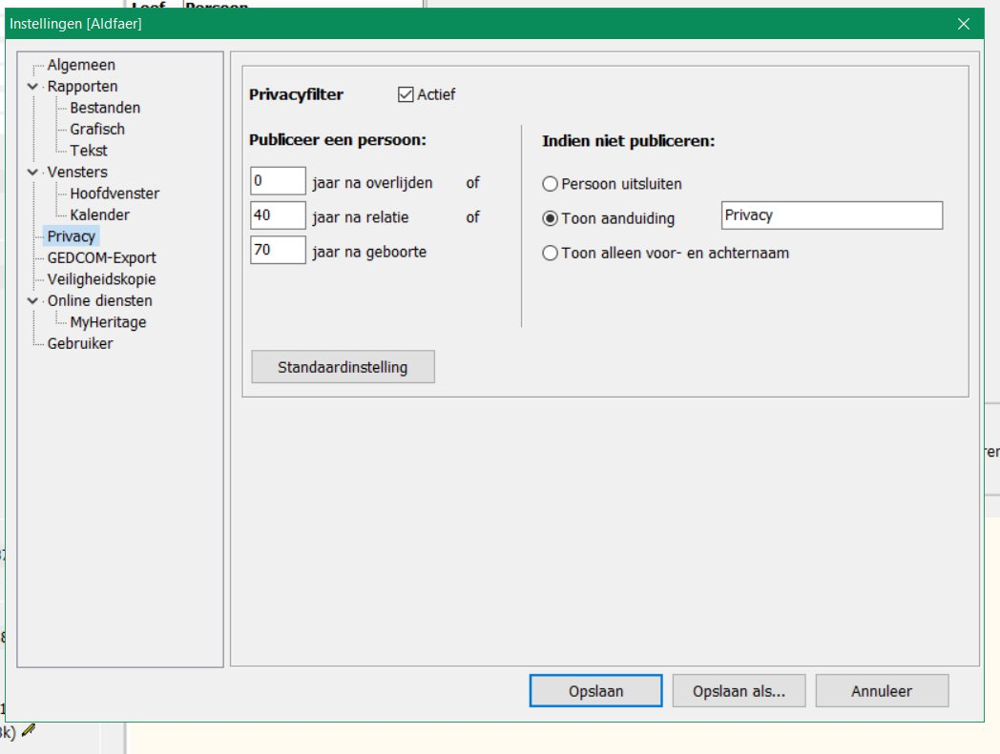 Persoon
Instellingen [Aldfaer]
Algemeen
Rapporten
Bestanden
Grafisch
Tekst
Vensters
Hoofdvenster
Kalender
Privacy
GEDCOM-Export
Veiligheidskopie
Online diensten
MyHeritage
Gebruiker
Privacyfilter Actief
Publiceer een persoon:
0 jaar na overlijden of
40 jaar na relatie of
70 jaar na geboorte
Standaardinstelling
Indien niet publiceren:
Persoon uitsluiten
Toon aanduiding Privacy
Toon alleen voor- en achternaam
Opslaan Opslaan als... Annuleer